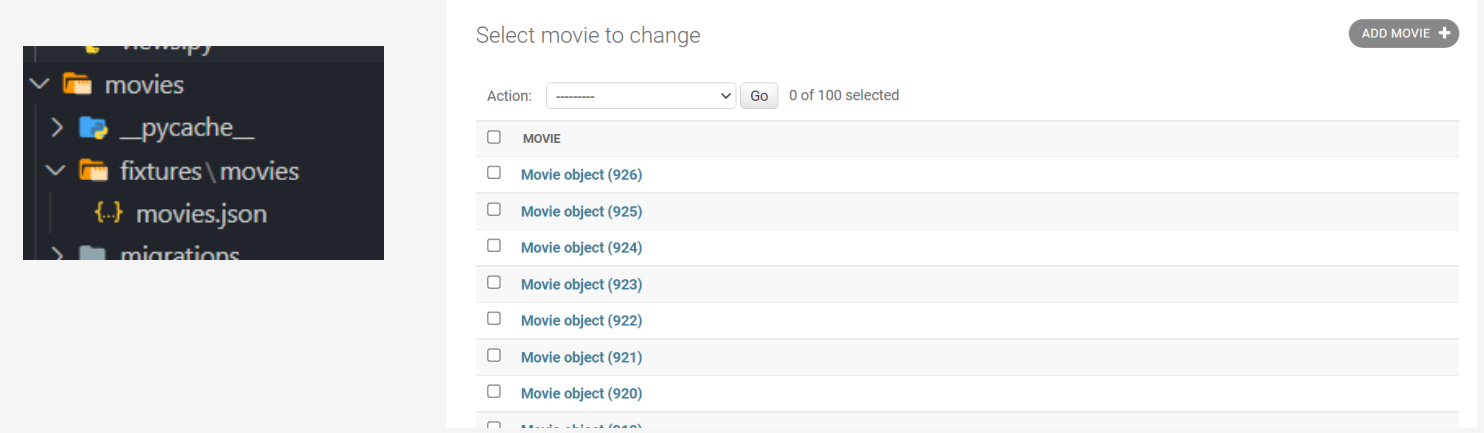 views.py
movies
__pycache__
fixtures\movies
movies.json
migrations
Select movie to change
ADD MOVIE +
Action: --------- Go 0 of 100 selected
MOVIE
Movie object (926)
Movie object (925)
Movie object (924)
Movie object (923)
Movie object (922)
Movie object (921)
Movie object (920)